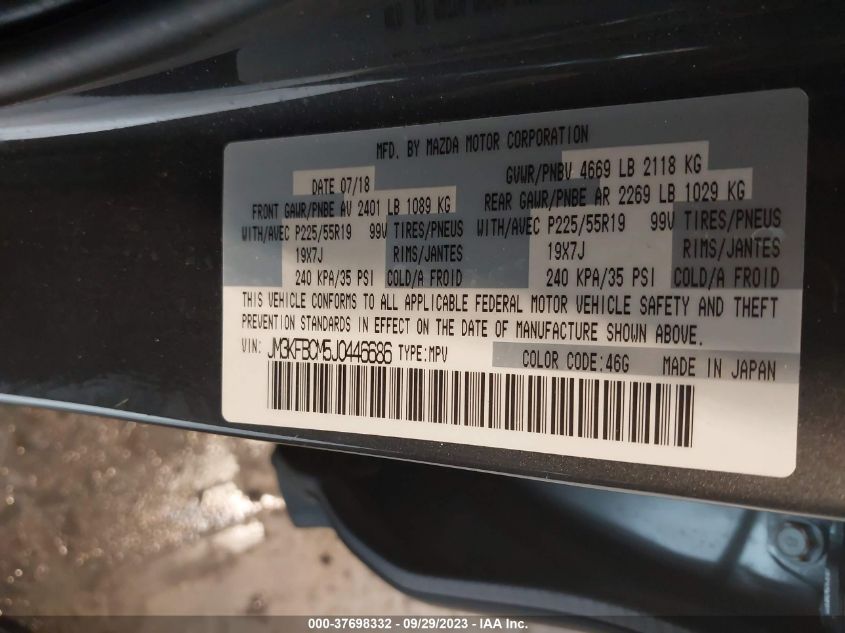 MFD. BY MAZDA MOTOR CORPORATION
DATE 07/18 GVWR/PNBV 4669 LB 2118 KG
FRONT GAWR/PNBE AV 2401 LB 1089 KG REAR GAWR/PNBE AR 2269 LB 1029 KG
WITH/AVEC P225/55R19 99V TIRES/PNEUS WITH/AVEC P225/55R19 99V TIRES/PNEUS
19X7J RIMS/JANTES 19X7J RIMS/JANTES
240 KPA/35 PSI COLD/A FROID 240 KPA/35 PSI COLD/A FROID
THIS VEHICLE CONFORMS TO ALL APPLICABLE FEDERAL MOTOR VEHICLE SAFETY AND THEFT
PREVENTION STANDARDS IN EFFECT ON THE DATE OF MANUFACTURE SHOWN ABOVE.
VIN: JM3KFBCM5J0446686 TYPE:MPV COLOR CODE:46G MADE IN JAPAN
000-37698332 - 09/29/2023 - IAA Inc.